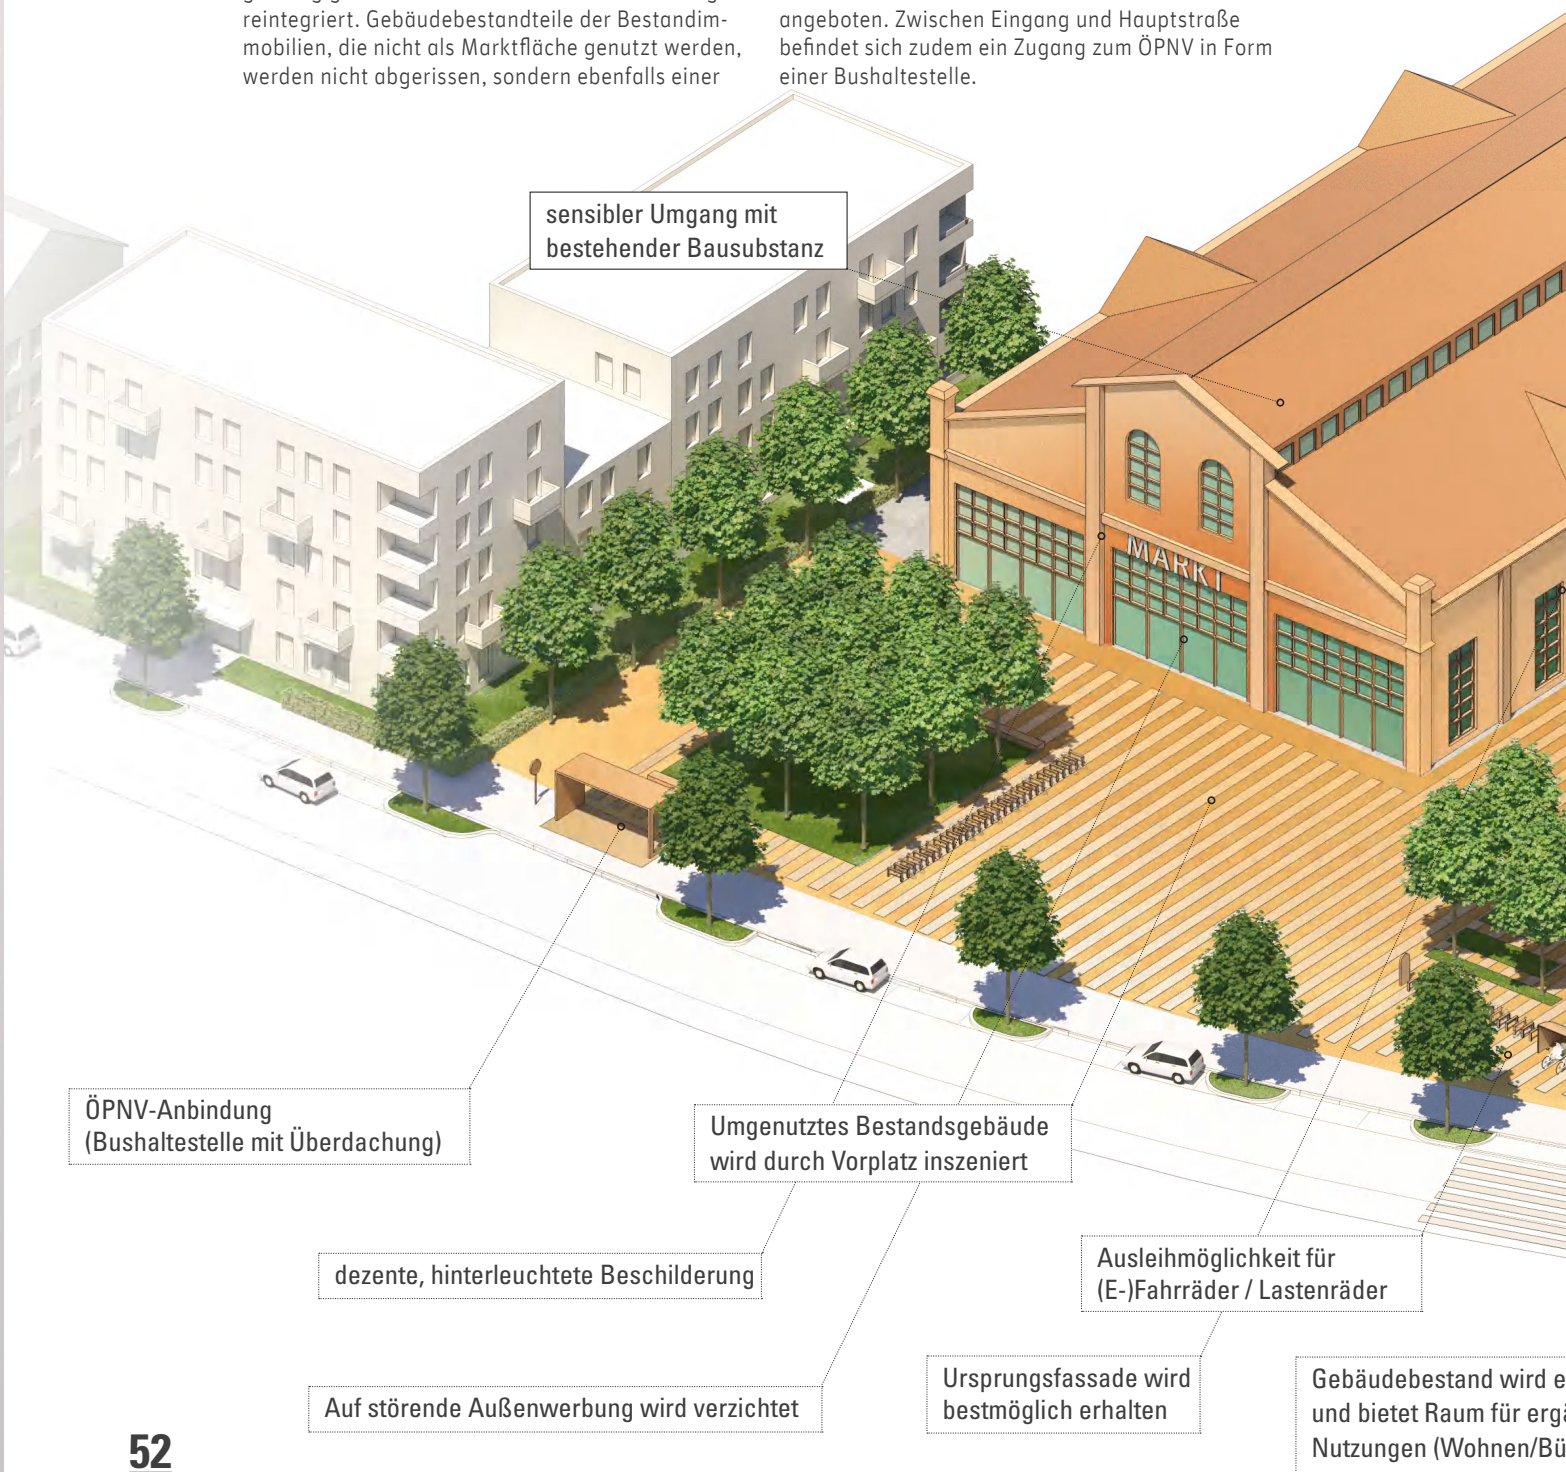 reintegriert. Gebäudebestandteile der Bestandim-
mobilien, die nicht als Marktfläche genutzt werden,
werden nicht abgerissen, sondern ebenfalls einer
angeboten. Zwischen Eingang und Hauptstraße
befindet sich zudem ein Zugang zum ÖPNV in Form
einer Bushaltestelle.
sensibler Umgang mit
bestehender Bausubstanz
MARKT
ÖPNV-Anbindung
(Bushaltestelle mit Überdachung)
Umgenutztes Bestandsgebäude
wird durch Vorplatz inszeniert
dezente, hinterleuchtete Beschilderung
Ausleihmöglichkeit für
(E-)Fahrräder / Lastenräder
Auf störende Außenwerbung wird verzichtet
Ursprungsfassade wird
bestmöglich erhalten
Gebäudebestand wird e
und bietet Raum für ergä
Nutzungen (Wohnen/Bü
52